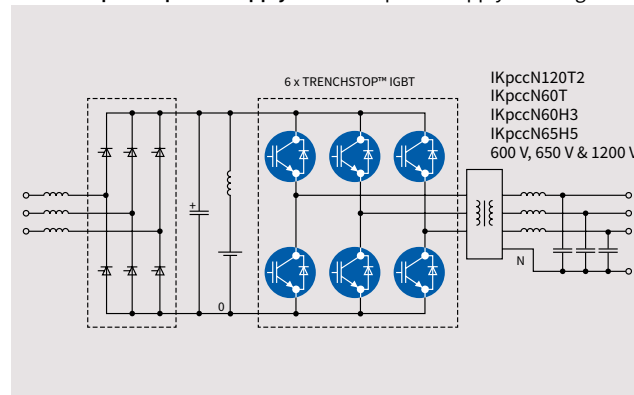 6 x TRENCHSTOP™ IGBT
IKpccN120T2
IKpccN60T
IKpccN60H3
IKpccN65H5
600 V, 650 V & 1200 V
+
0
N